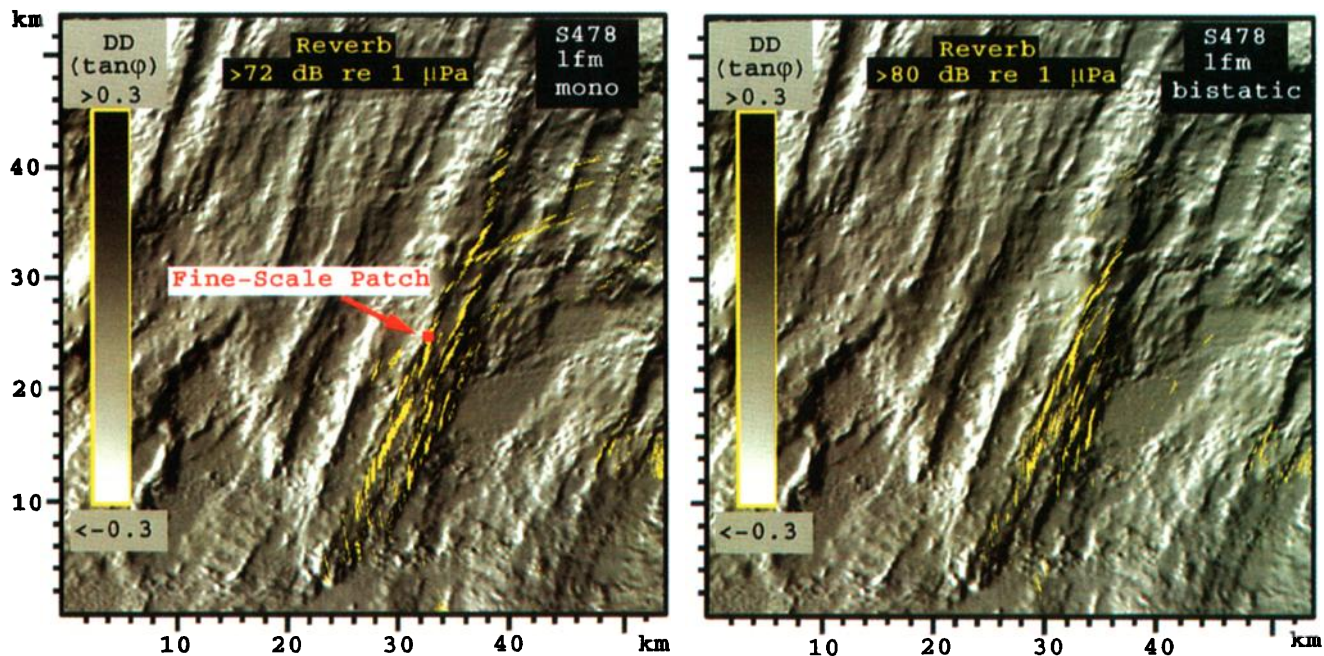 km
DD
(tanφ)
>0.3
Reverb
>72 dB re 1 μPa
S478
lfm
mono
40
30
20
10
Fine-Scale Patch
<-0.3
10 20 30 40 km
DD
(tanφ)
>0.3
Reverb
>80 dB re 1 μPa
S478
lfm
bistatic
<-0.3
10 20 30 40 km